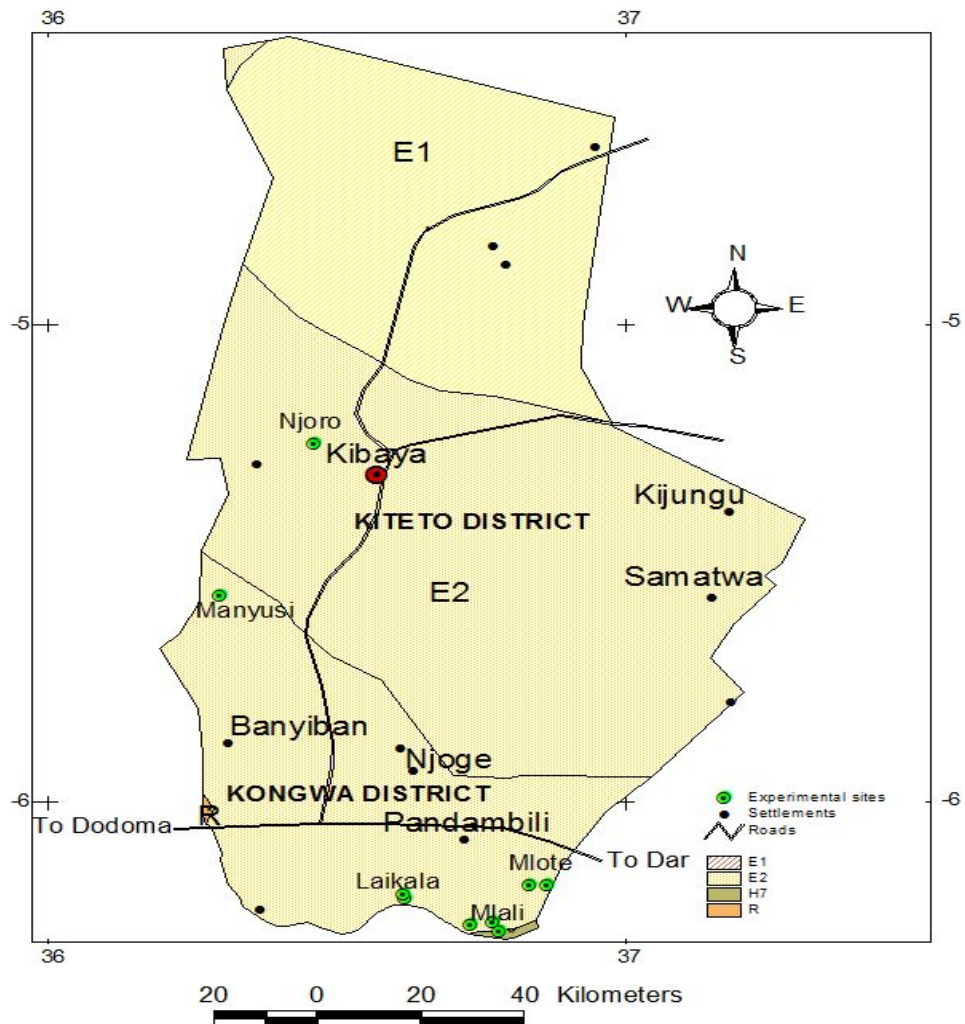 36 37
E1
N
W E
S
-5 -5
Njoro
Kibaya
Kijungu
KITETO DISTRICT
Samatwa
E2
Manyusi
Banyiban
Njoge
KONGWA DISTRICT
-6 -6
R
Experimental sites
Settlements
Roads
To Dodoma
Pandambili
To Dar
Mlote
E1
E2
H7
R
Laikala
Mlali
36 37
20 0 20 40 Kilometers